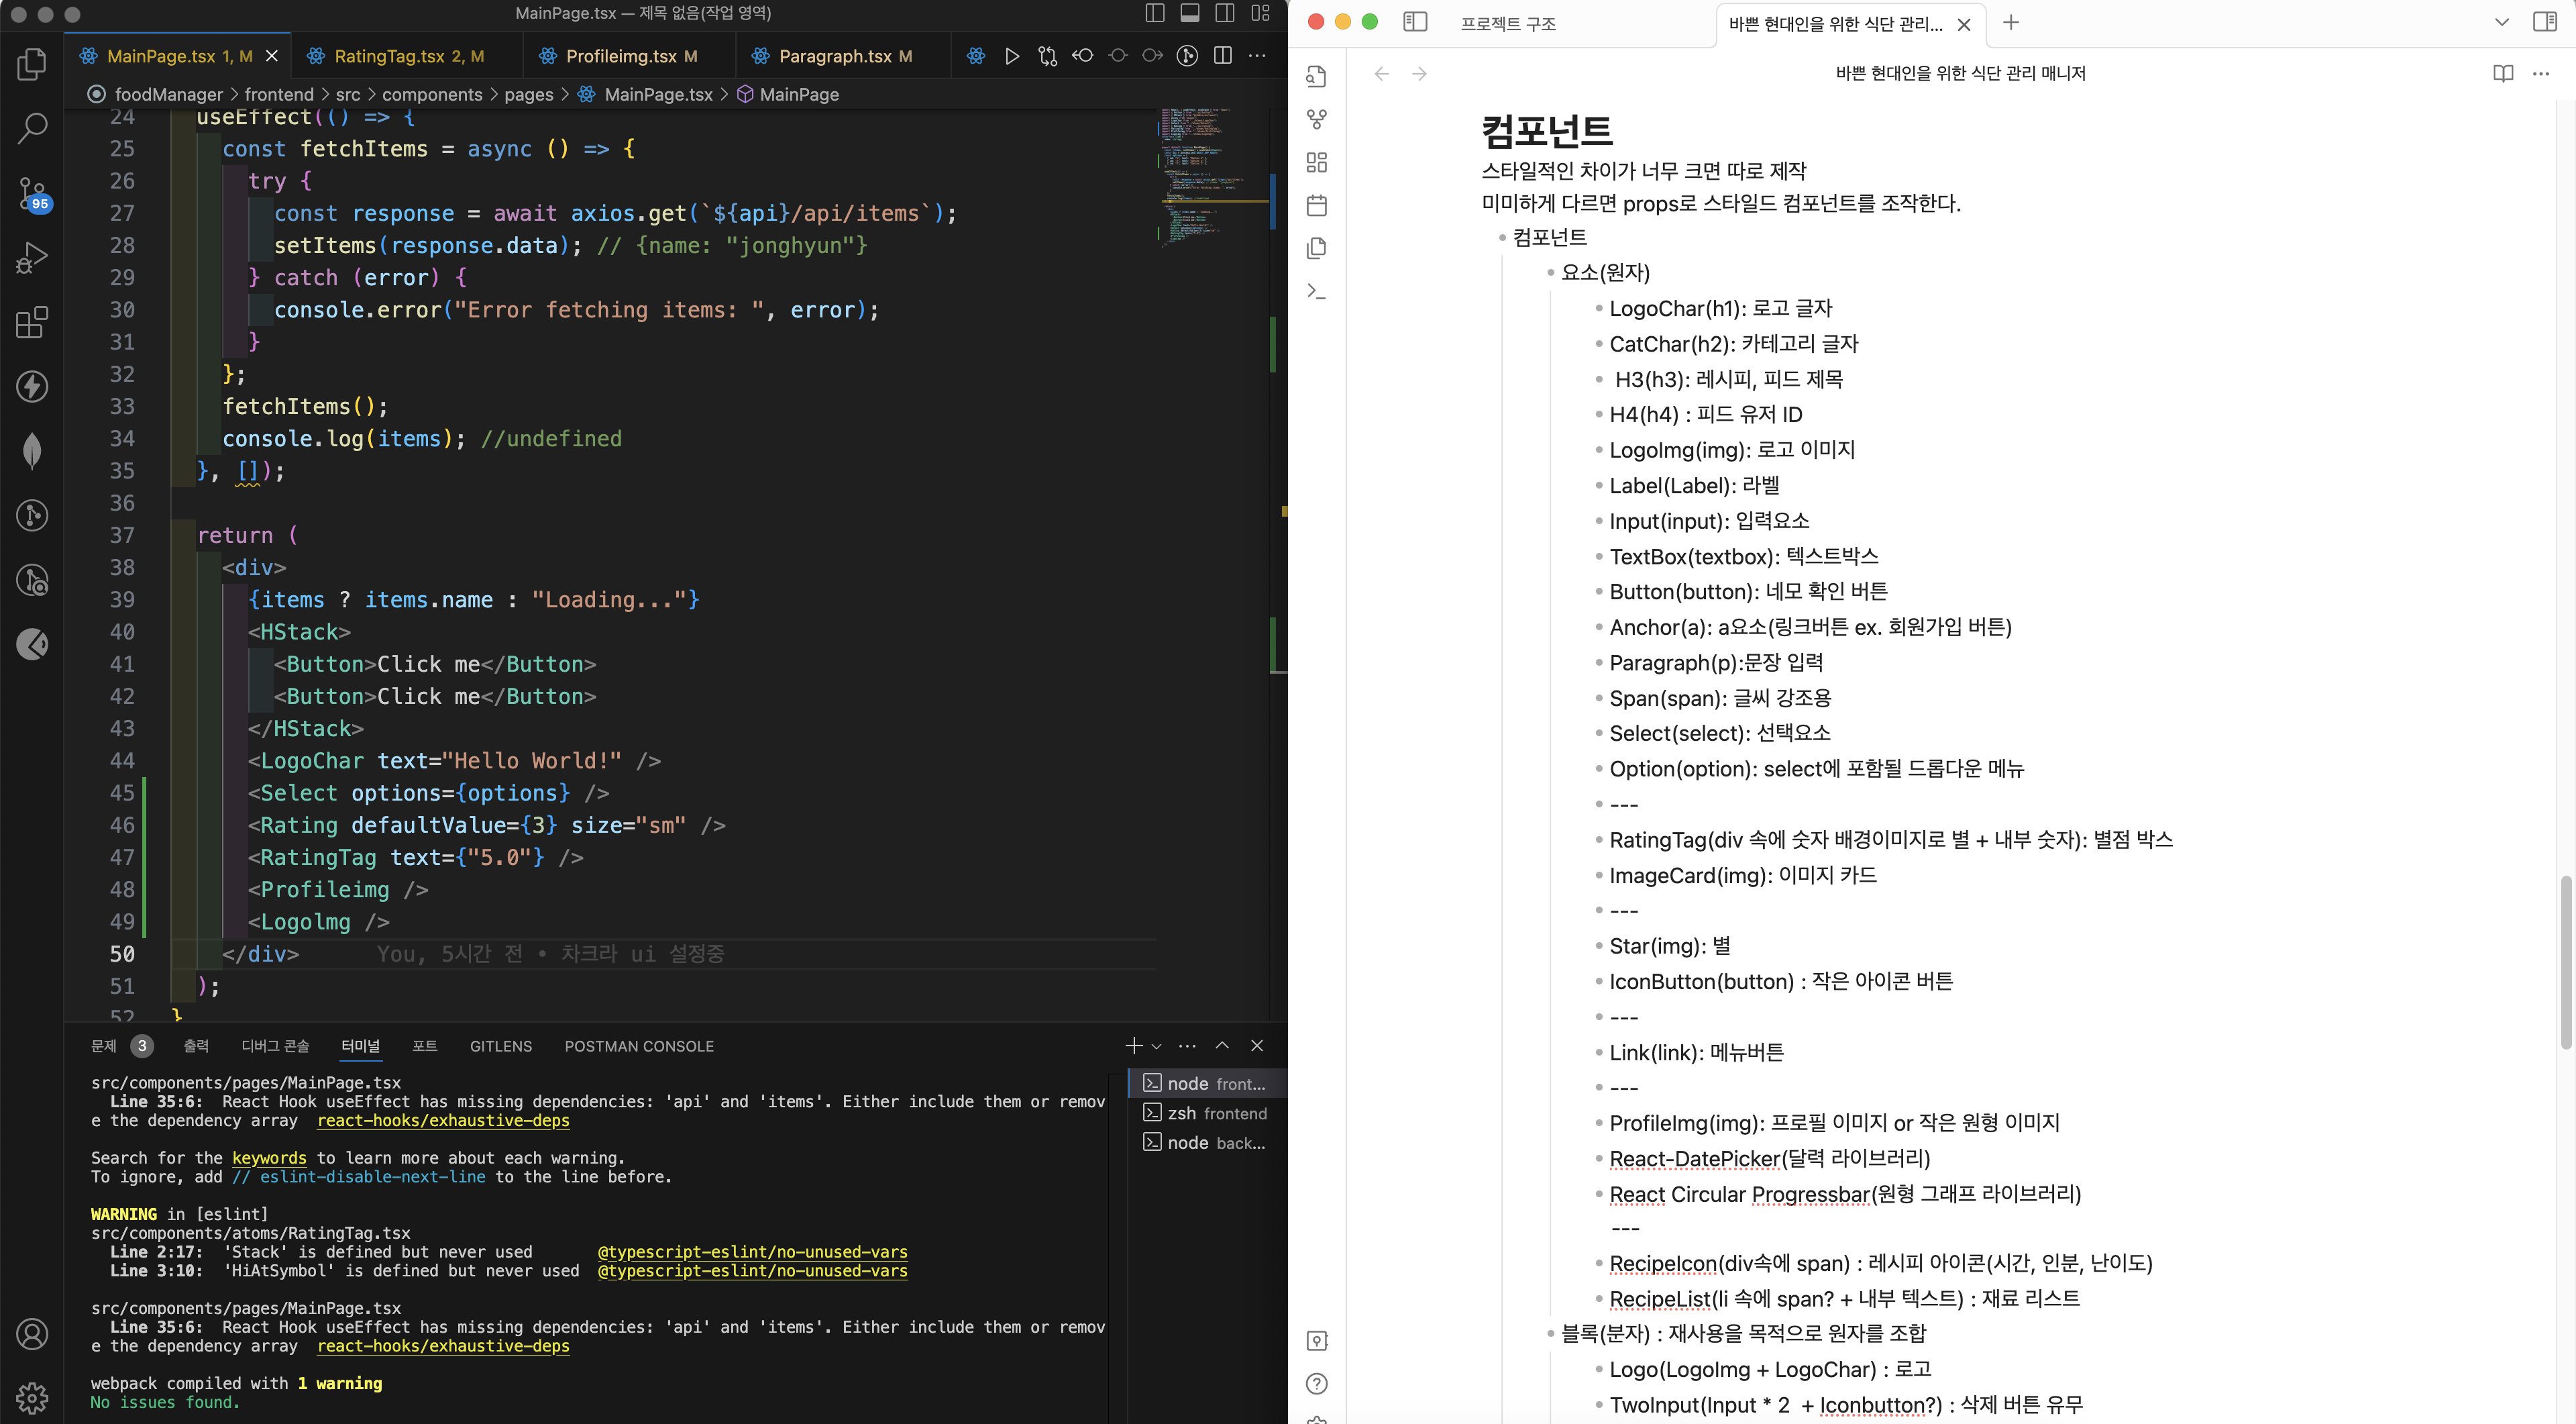 MainPage.tsx — 제목 없음(작업 영역)
MainPage.tsx 1, M
RatingTag.tsx 2, M
Profileimg.tsx M
Paragraph.tsx M
foodManager > frontend > src > components > pages > MainPage.tsx > MainPage
95
24 useEffect(() => {
25 const fetchItems = async () => {
26 try {
27 const response = await axios.get(`${api}/api/items`);
28 setItems(response.data); // {name: "jonghyun"}
29 } catch (error) {
30 console.error("Error fetching items: ", error);
31 }
32 };
33 fetchItems();
34 console.log(items); //undefined
35 }, []);
36
37 return (
38 <div>
39 {items ? items.name : "Loading..."}
40 <HStack>
41 <Button>Click me</Button>
42 <Button>Click me</Button>
43 </HStack>
44 <LogoChar text="Hello World!" />
45 <Select options={options} />
46 <Rating defaultValue={3} size="sm" />
47 <RatingTag text={"5.0"} />
48 <Profileimg />
49 <Logolmg />
50 </div> You, 5시간 전 • 차크라 ui 설정중
51 );
52 }
문제 3 출력 디버그 콘솔 터미널 포트 GITLENS POSTMAN CONSOLE
src/components/pages/MainPage.tsx
Line 35:6: React Hook useEffect has missing dependencies: 'api' and 'items'. Either include them or remov
e the dependency array react-hooks/exhaustive-deps
Search for the keywords to learn more about each warning.
To ignore, add // eslint-disable-next-line to the line before.
WARNING in [eslint]
src/components/atoms/RatingTag.tsx
Line 2:17: 'Stack' is defined but never used @typescript-eslint/no-unused-vars
Line 3:10: 'HiAtSymbol' is defined but never used @typescript-eslint/no-unused-vars
src/components/pages/MainPage.tsx
Line 35:6: React Hook useEffect has missing dependencies: 'api' and 'items'. Either include them or remov
e the dependency array react-hooks/exhaustive-deps
webpack compiled with 1 warning
No issues found.
node front...
zsh frontend
node back...
프로젝트 구조
바쁜 현대인을 위한 식단 관리...
바쁜 현대인을 위한 식단 관리 매니저
컴포넌트
스타일적인 차이가 너무 크면 따로 제작
미미하게 다르면 props로 스타일드 컴포넌트를 조작한다.
컴포넌트
요소(원자)
LogoChar(h1): 로고 글자
CatChar(h2): 카테고리 글자
H3(h3): 레시피, 피드 제목
H4(h4) : 피드 유저 ID
LogoImg(img): 로고 이미지
Label(Label): 라벨
Input(input): 입력요소
TextBox(textbox): 텍스트박스
Button(button): 네모 확인 버튼
Anchor(a): a요소(링크버튼 ex. 회원가입 버튼)
Paragraph(p):문장 입력
Span(span): 글씨 강조용
Select(select): 선택요소
Option(option): select에 포함될 드롭다운 메뉴
---
RatingTag(div 속에 숫자 배경이미지로 별 + 내부 숫자): 별점 박스
ImageCard(img): 이미지 카드
---
Star(img): 별
IconButton(button) : 작은 아이콘 버튼
---
Link(link): 메뉴버튼
---
ProfileImg(img): 프로필 이미지 or 작은 원형 이미지
React-DatePicker(달력 라이브러리)
React Circular Progressbar(원형 그래프 라이브러리)
---
RecipeIcon(div속에 span) : 레시피 아이콘(시간, 인분, 난이도)
RecipeList(li 속에 span? + 내부 텍스트) : 재료 리스트
블록(분자) : 재사용을 목적으로 원자를 조합
Logo(LogoImg + LogoChar) : 로고
TwoInput(Input * 2 + Iconbutton?) : 삭제 버튼 유무